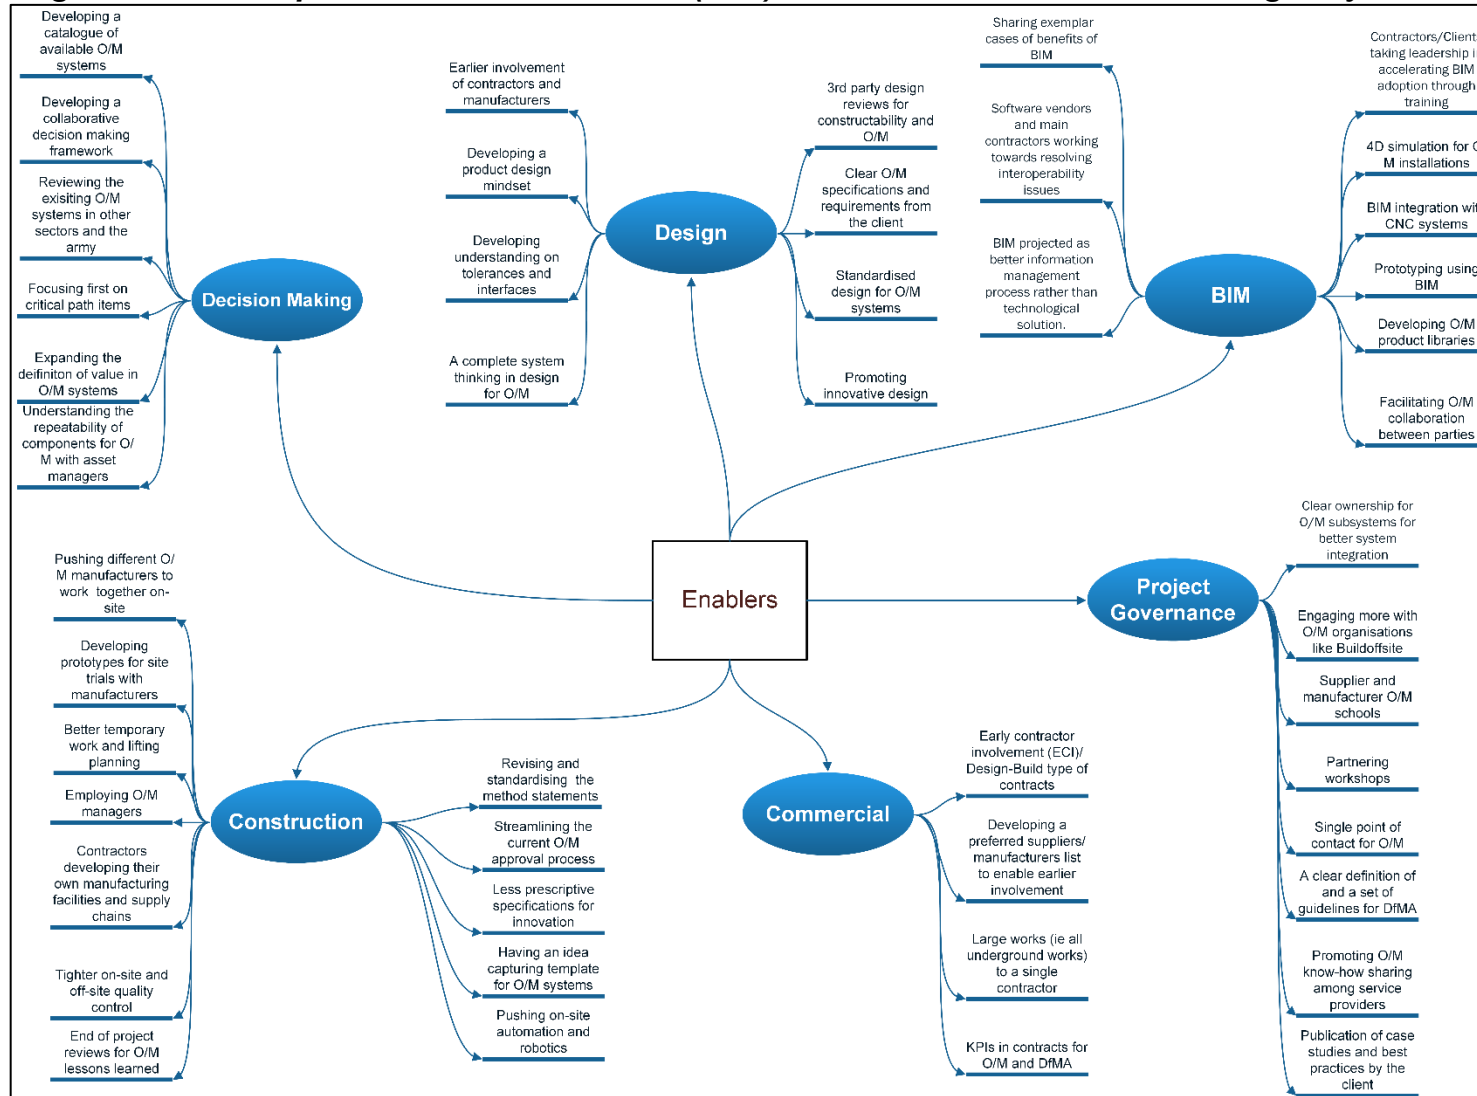 Developing a
catalogue of
available O/M
systems
Developing a
collaborative
decision making
framework
Reviewing the
exisiting O/M
systems in other
sectors and the
army
Focusing first on
critical path items
Expanding the
deifiniton of value in
O/M systems
Understanding the
repeatability of
components for O/
M with asset
managers
Decision Making
Earlier involvement
of contractors and
manufacturers
Developing a
product design
mindset
Developing
understanding on
tolerances and
interfaces
A complete system
thinking in design
for O/M
Design
3rd party design
reviews for
constructability and
O/M
Clear O/M
specifications and
requirements from
the client
Standardised
design for O/M
systems
Promoting
innovative design
Sharing exemplar
cases of benefits of
BIM
Software vendors
and main
contractors working
towards resolving
interoperability
issues
BIM projected as
better information
management
process rather than
technological
solution.
BIM
Contractors/Clients
taking leadership in
accelerating BIM
adoption through
training
4D simulation for
M installations
BIM integration with
CNC systems
Prototyping using
BIM
Developing O/M
product libraries
Facilitating O/M
collaboration
between parties
Enablers
Project
Governance
Clear ownership for
O/M subsystems for
better system
integration
Engaging more with
O/M organisations
like Buildoffsite
Supplier and
manufacturer O/M
schools
Partnering
workshops
Single point of
contact for O/M
A clear definition of
and a set of
guidelines for DfMA
Promoting O/M
know-how sharing
among service
providers
Publication of case
studies and best
practices by the
client
Pushing different O/
M manufacturers to
work together on-
site
Developing
prototypes for site
trials with
manufacturers
Better temporary
work and lifting
planning
Employing O/M
managers
Contractors
developing their
own manufacturing
facilities and supply
chains
Tighter on-site and
off-site quality
control
End of project
reviews for O/M
lessons learned
Construction
Revising and
standardising the
method statements
Streamlining the
current O/M
approval process
Less prescriptive
specifications for
innovation
Having an idea
capturing template
for O/M systems
Pushing on-site
automation and
robotics
Commercial
Early contractor
involvement (ECI)/
Design-Build type of
contracts
Developing a
preferred suppliers/
manufacturers list
to enable earlier
involvement
Large works (ie all
underground works)
to a single
contractor
KPIs in contracts for
O/M and DfMA